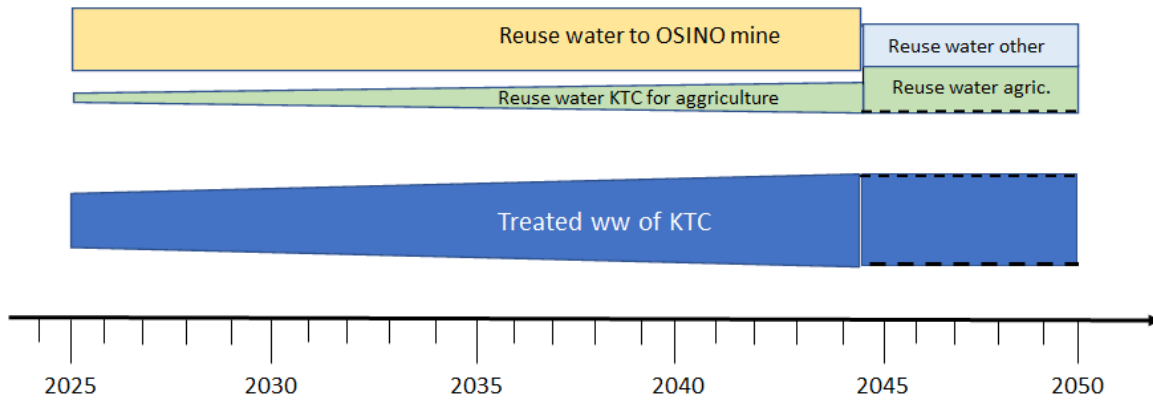 Reuse water to OSINO mine
Reuse water other
Reuse water KTC for aggriculture
Reuse water agric.
Treated ww of KTC
2025
2030
2035
2040
2045
2050